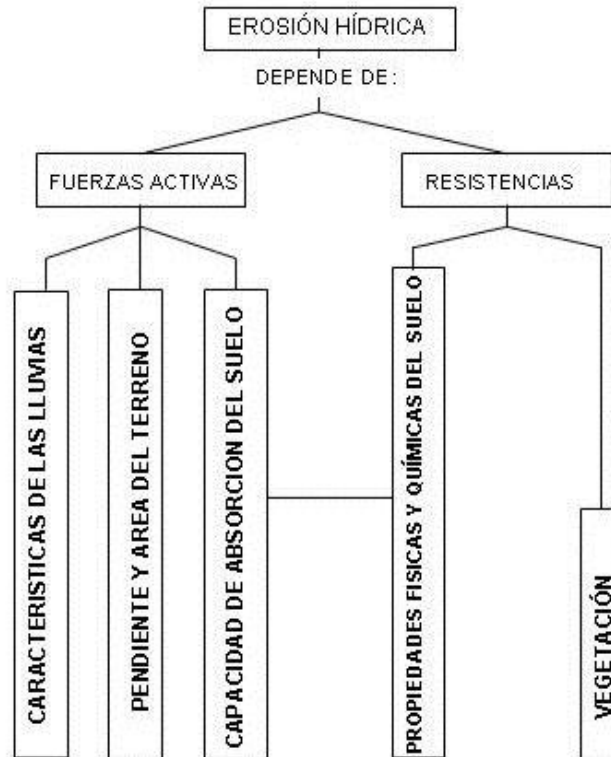 EROSIÓN HÍDRICA
DEPENDE DE:
FUERZAS ACTIVAS
RESISTENCIAS
CARACTERISTICAS DE LAS LLUVIAS
PENDIENTE Y AREA DEL TERRENO
CAPACIDAD DE ABSORCION DEL SUELO
PROPIEDADES FISICAS Y QUÍMICAS DEL SUELO
VEGETACIÓN